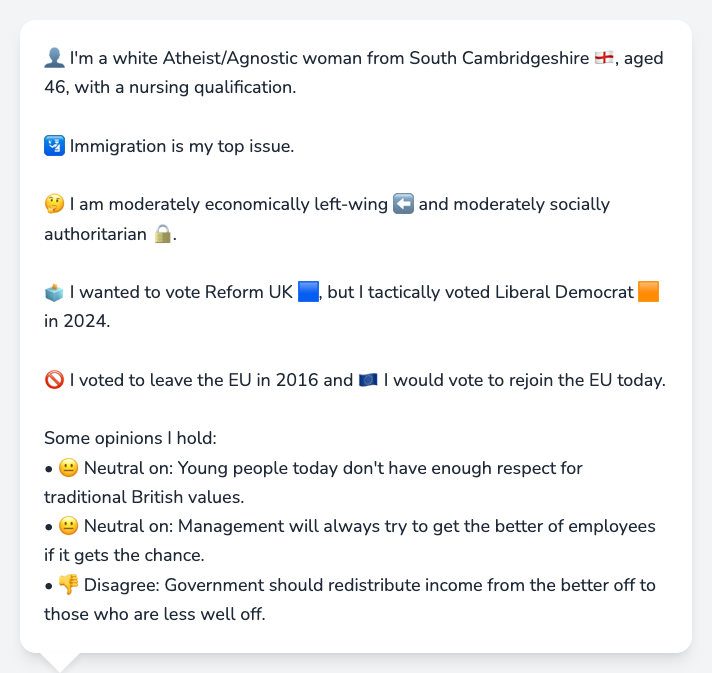 👤 I'm a white Atheist/Agnostic woman from South Cambridgeshire 🏴󠁧󠁢󠁥󠁮󠁧󠁿, aged
46, with a nursing qualification.
🛂 Immigration is my top issue.
🤔 I am moderately economically left-wing ⬅️ and moderately socially
authoritarian 🔒.
🗳️ I wanted to vote Reform UK 🟦, but I tactically voted Liberal Democrat 🟧
in 2024.
🚫 I voted to leave the EU in 2016 and 🇪🇺 I would vote to rejoin the EU today.
Some opinions I hold:
• 😐 Neutral on: Young people today don't have enough respect for
traditional British values.
• 😐 Neutral on: Management will always try to get the better of employees
if it gets the chance.
• 👎 Disagree: Government should redistribute income from the better off to
those who are less well off.